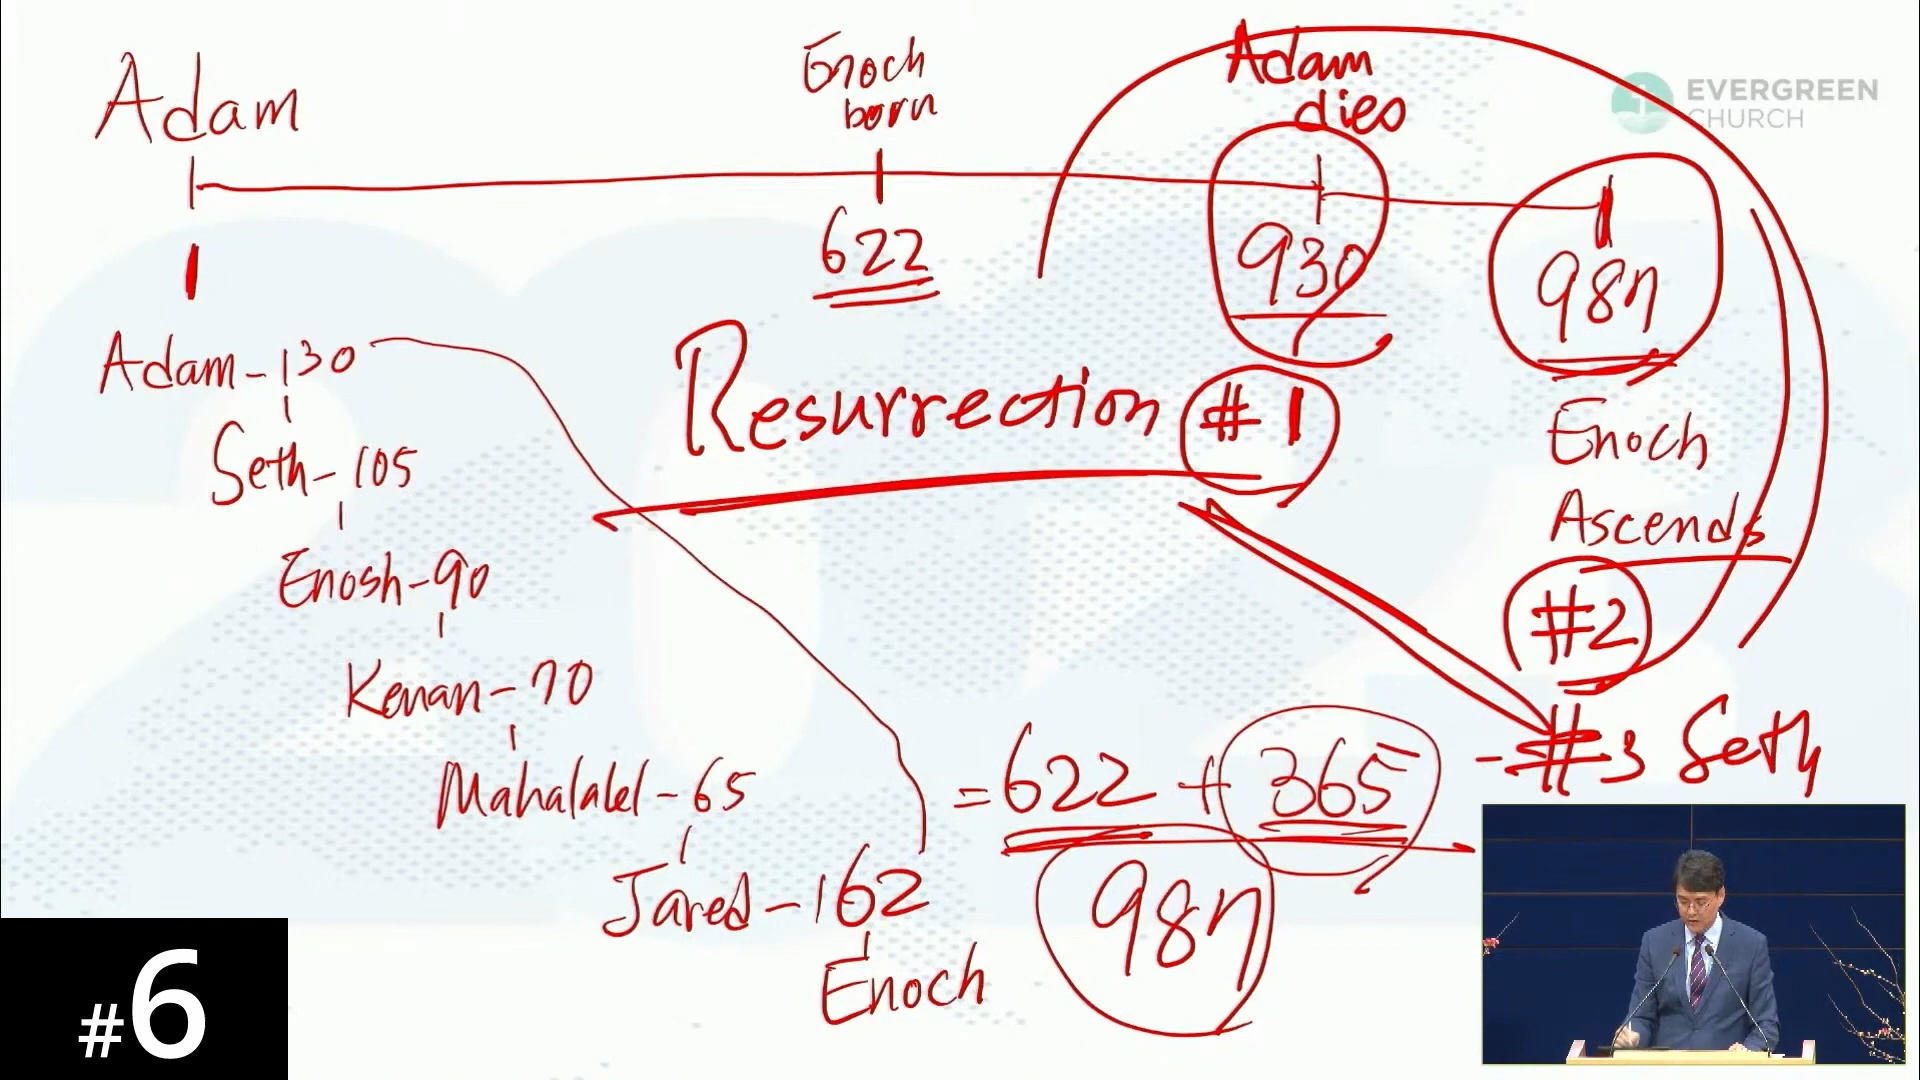 Adam
Enoch
born
Adam
dies
EVERGREEN
CHURCH
622
930
987
Adam - 130
Seth - 105
Enosh - 90
Kenan - 70
Mahalalel - 65
Jared - 162
Enoch
Resurrection #1
Enoch
Ascends
#2
#3 Seth
= 622 + 365
987
#6